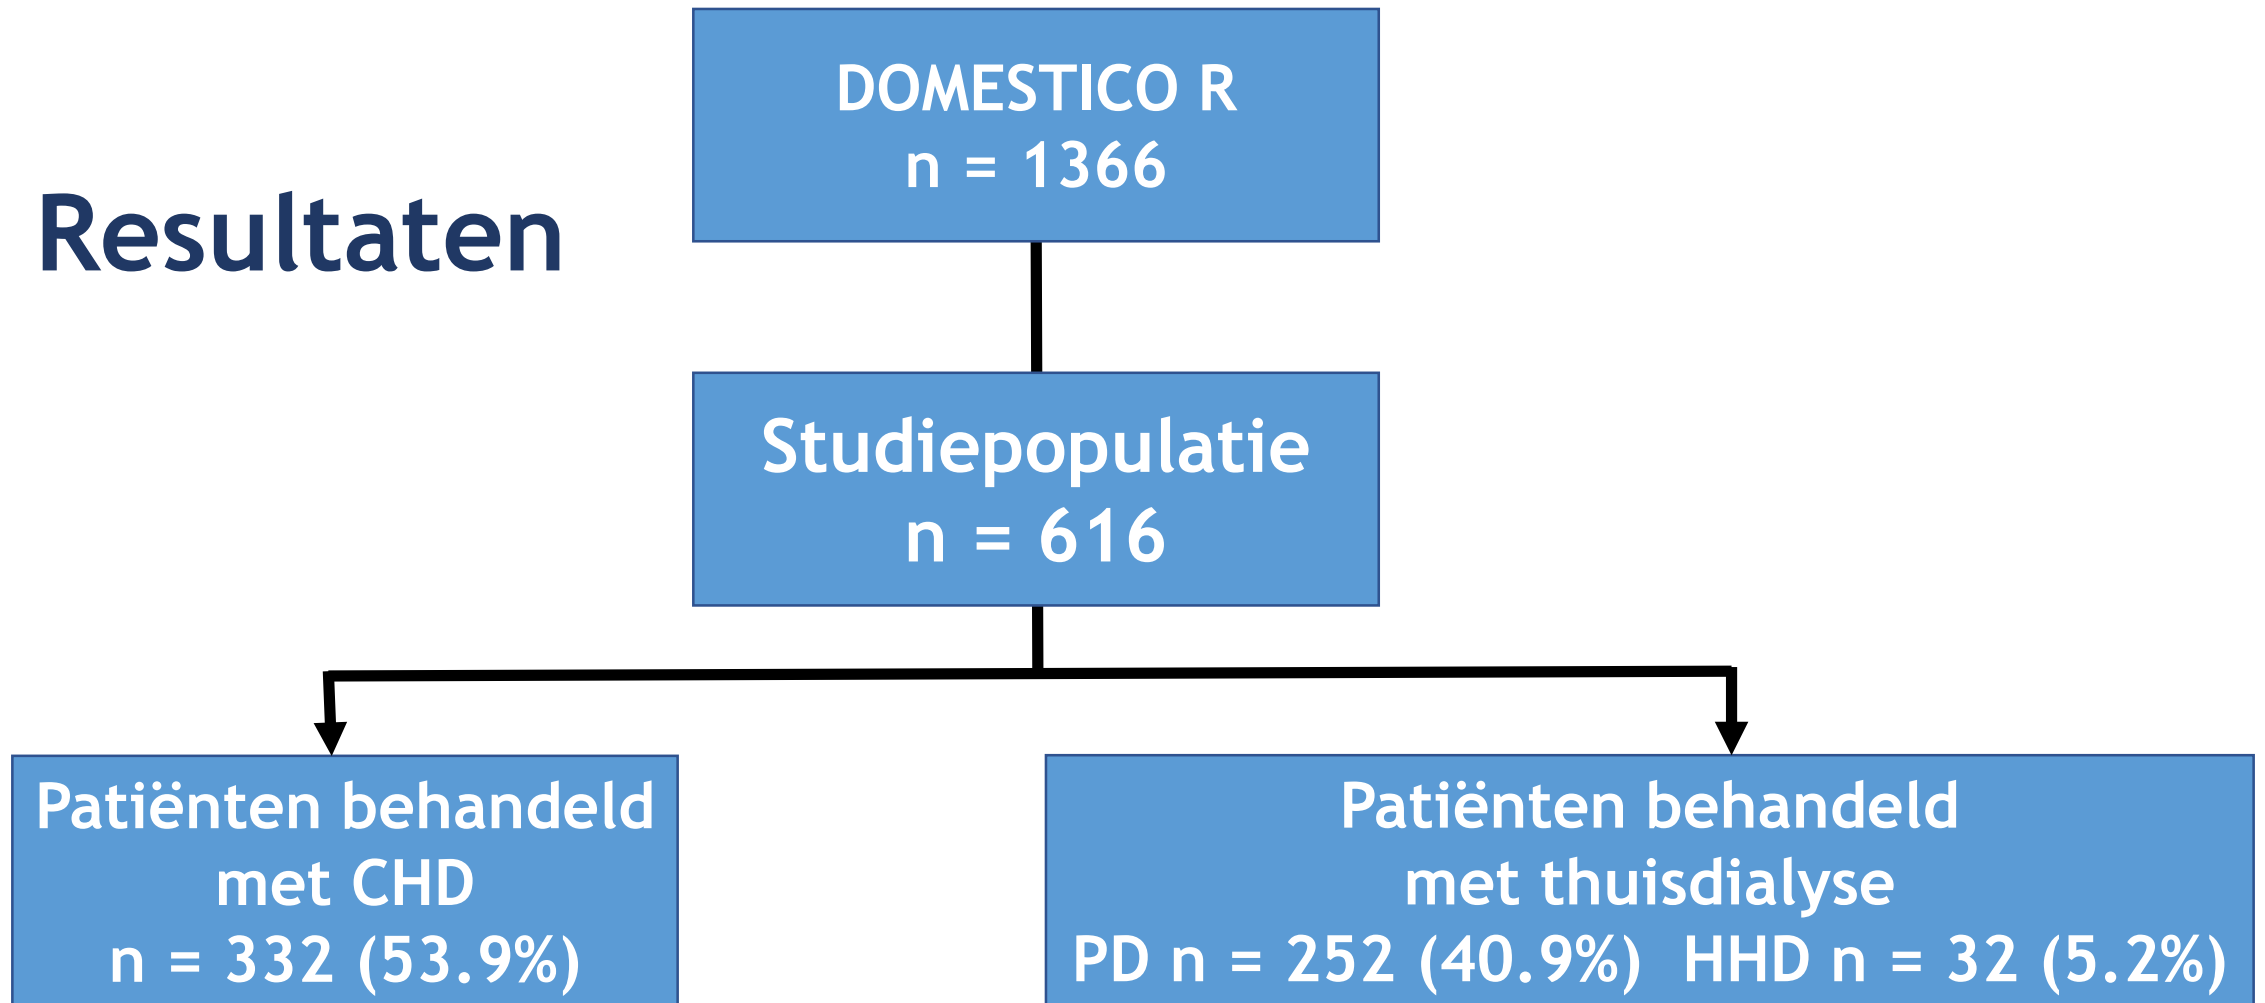 Resultaten
DOMESTICO R
n = 1366
Studiepopulatie
n = 616
Patiënten behandeld
met CHD
n = 332 (53.9%)
Patiënten behandeld
met thuisdialyse
PD n = 252 (40.9%) HHD n = 32 (5.2%)